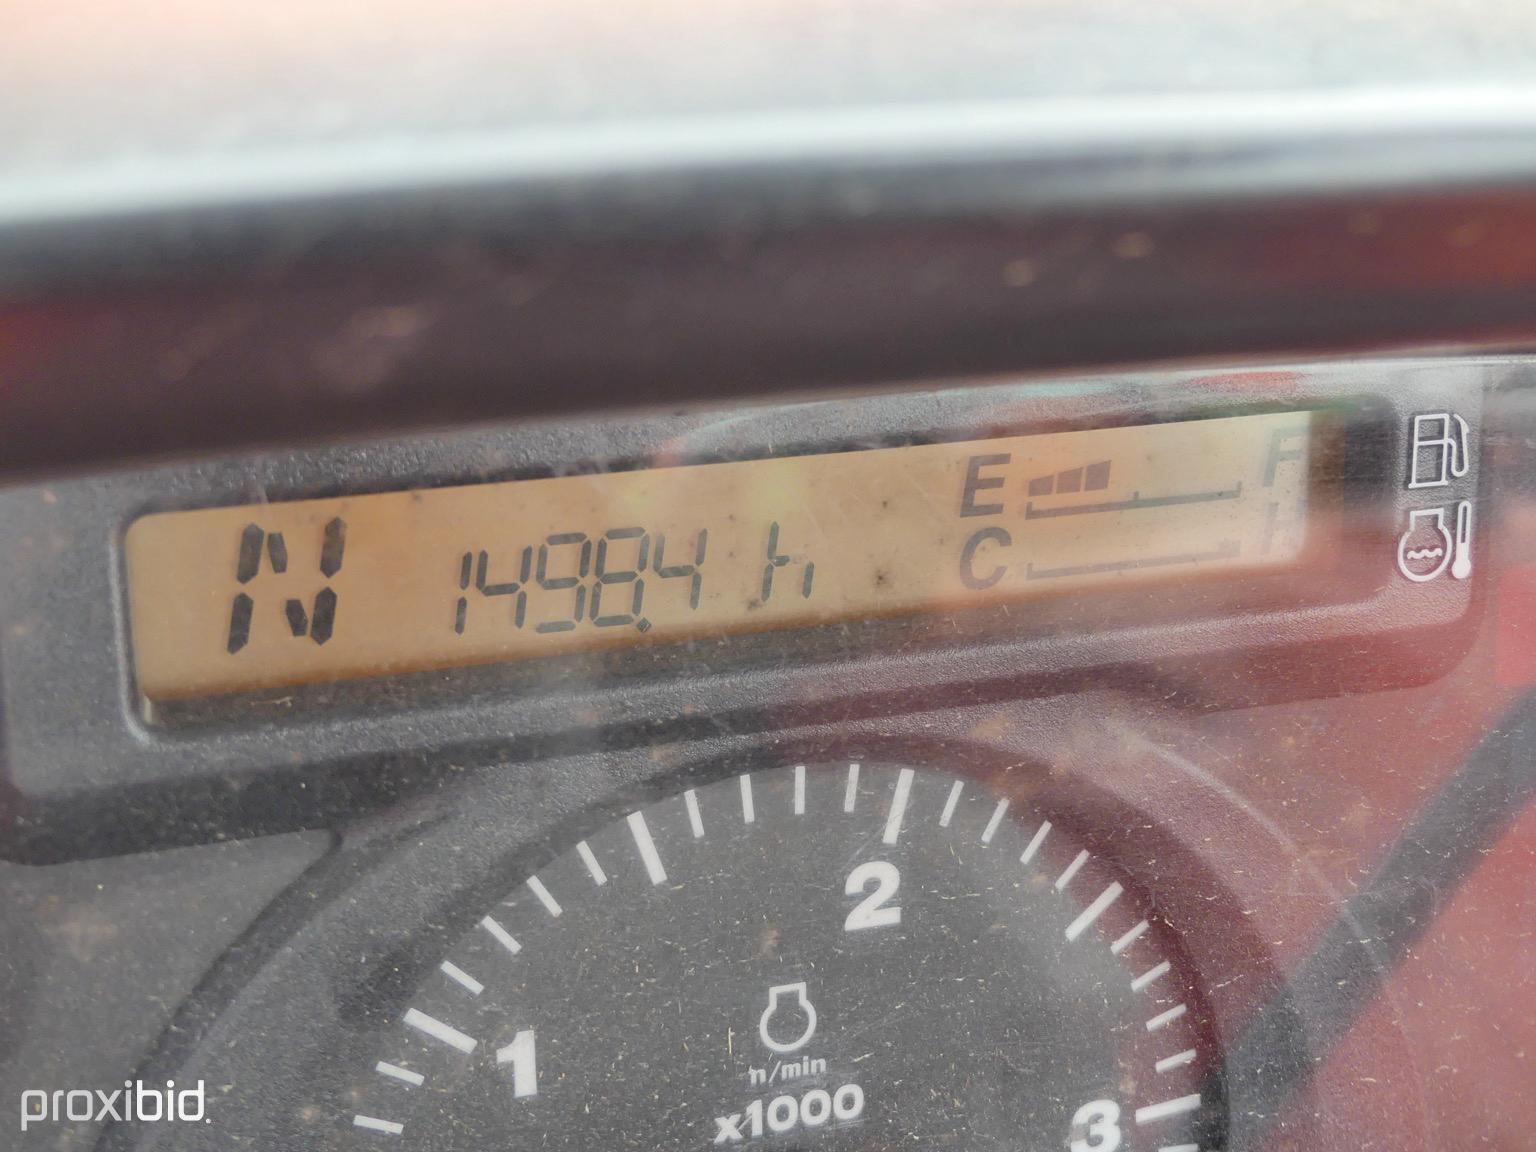 N 1498.4 h E F
C H
2
1
n/min
x1000
3
proxibid.